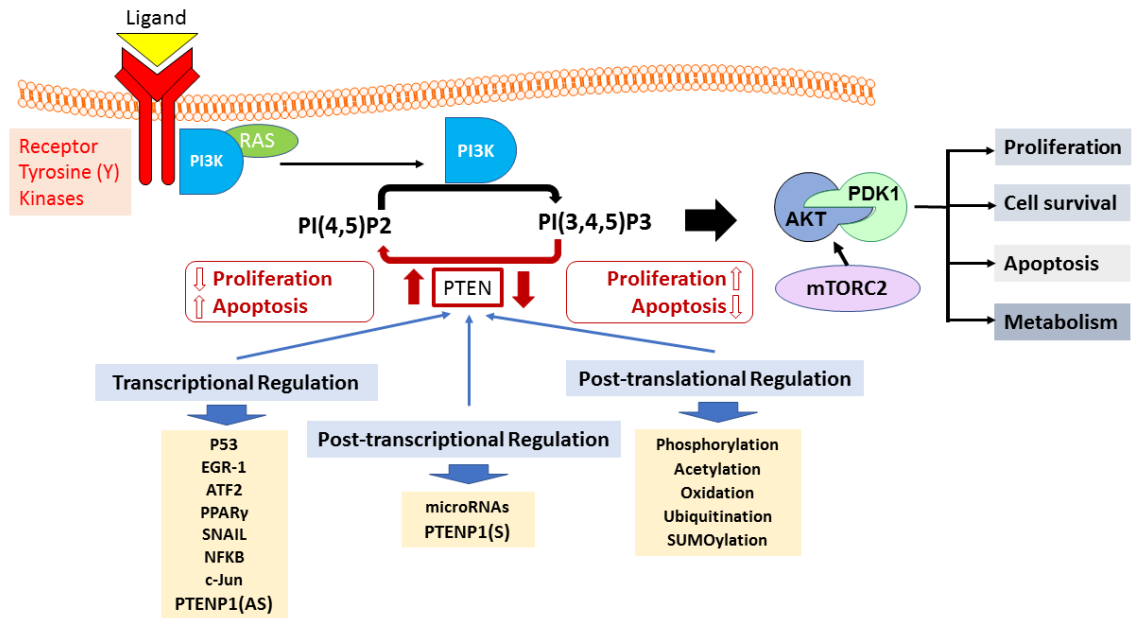 Ligand
Receptor
Tyrosine (Y)
Kinases
PI3K
RAS
PI3K
PI(4,5)P2
PI(3,4,5)P3
AKT
PDK1
mTORC2
Proliferation
Cell survival
Apoptosis
Metabolism
⇩ Proliferation
⇧ Apoptosis
PTEN
Proliferation ⇧
Apoptosis ⇩
Transcriptional Regulation
P53
EGR-1
ATF2
PPARγ
SNAIL
NFKB
c-Jun
PTENP1(AS)
Post-transcriptional Regulation
microRNAs
PTENP1(S)
Post-translational Regulation
Phosphorylation
Acetylation
Oxidation
Ubiquitination
SUMOylation